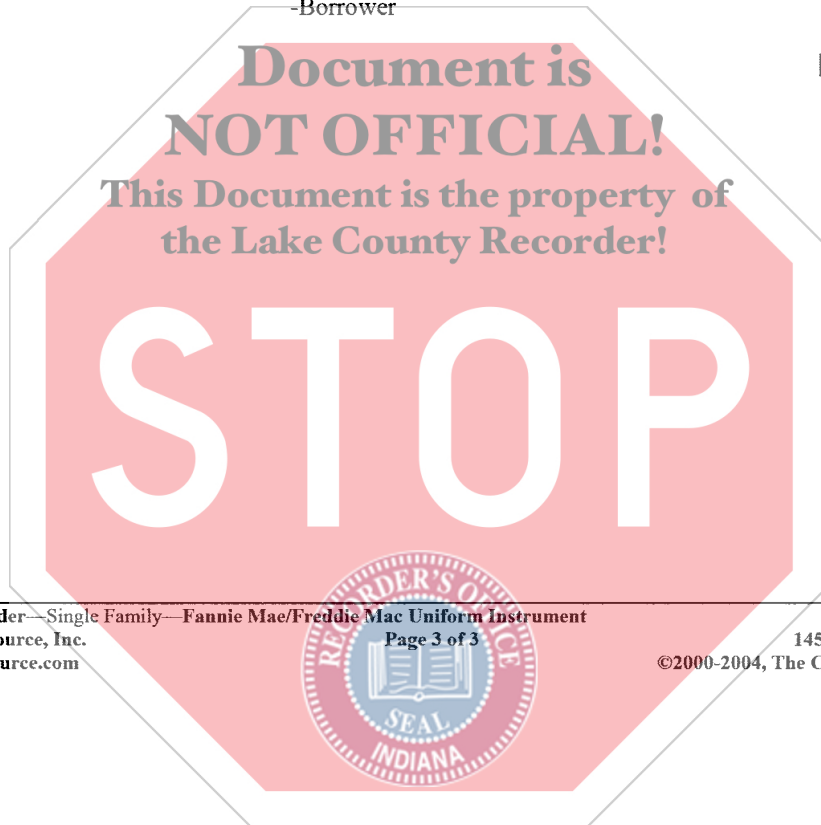 -Borrower
Document is
NOT OFFICIAL!
This Document is the property of
the Lake County Recorder!
STOP
der—Single Family—Fannie Mae/Freddie Mac Uniform Instrument
ource, Inc. Page 3 of 3 145
urce.com ©2000-2004, The C
RECORDER'S OFFICE
SEAL
INDIANA